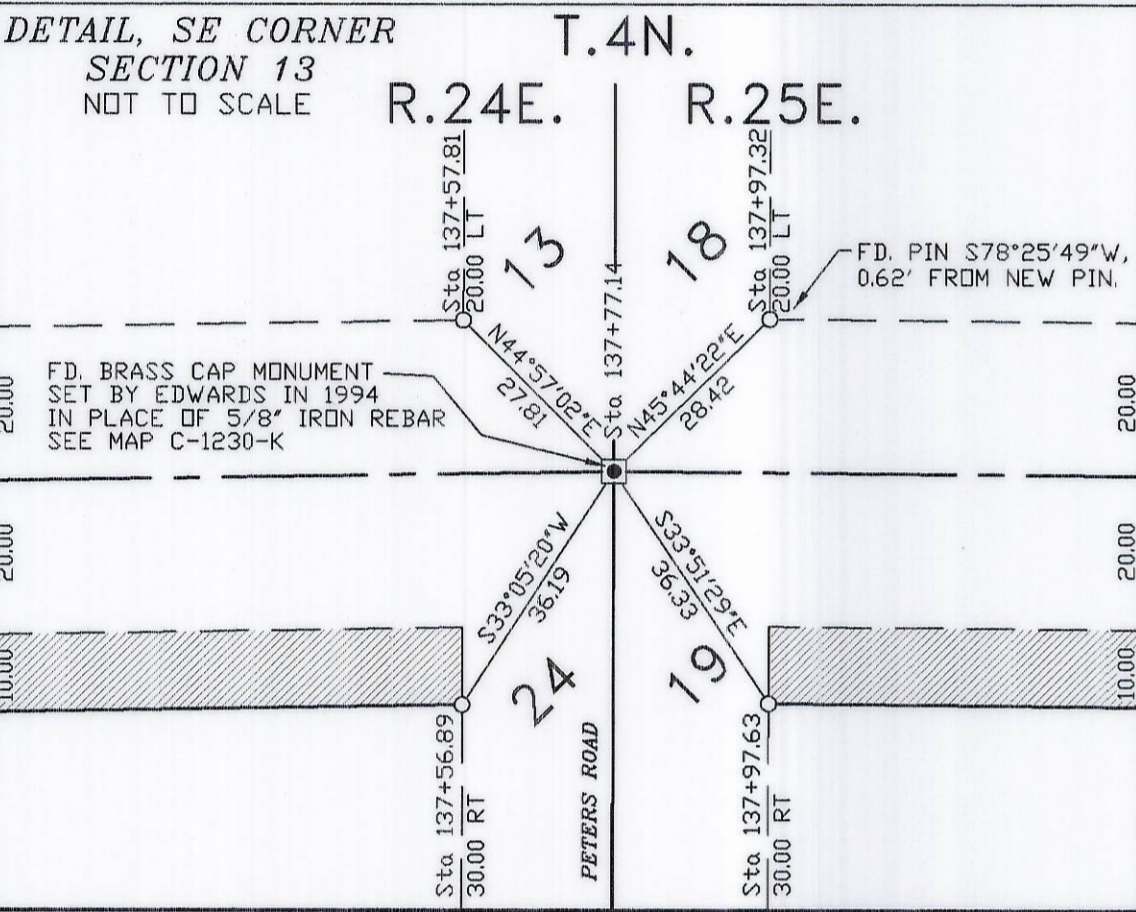 DETAIL, SE CORNER
SECTION 13
NOT TO SCALE
T.4N.
R.24E.
R.25E.
Sta 137+57.81
20.00 LT
13
Sta 137+77.14
18
Sta 137+97.32
20.00 LT
FD. PIN S78°25'49"W,
0.62' FROM NEW PIN.
N44°57'02"E
27.81
N45°44'22"E
28.42
FD. BRASS CAP MONUMENT
SET BY EDWARDS IN 1994
IN PLACE OF 5/8" IRON REBAR
SEE MAP C-1230-K
20.00
20.00
20.00
20.00
S33°05'20"W
36.19
S33°51'29"E
36.33
10.00
10.00
24
19
Sta 137+56.89
30.00 RT
PETERS ROAD
Sta 137+97.63
30.00 RT